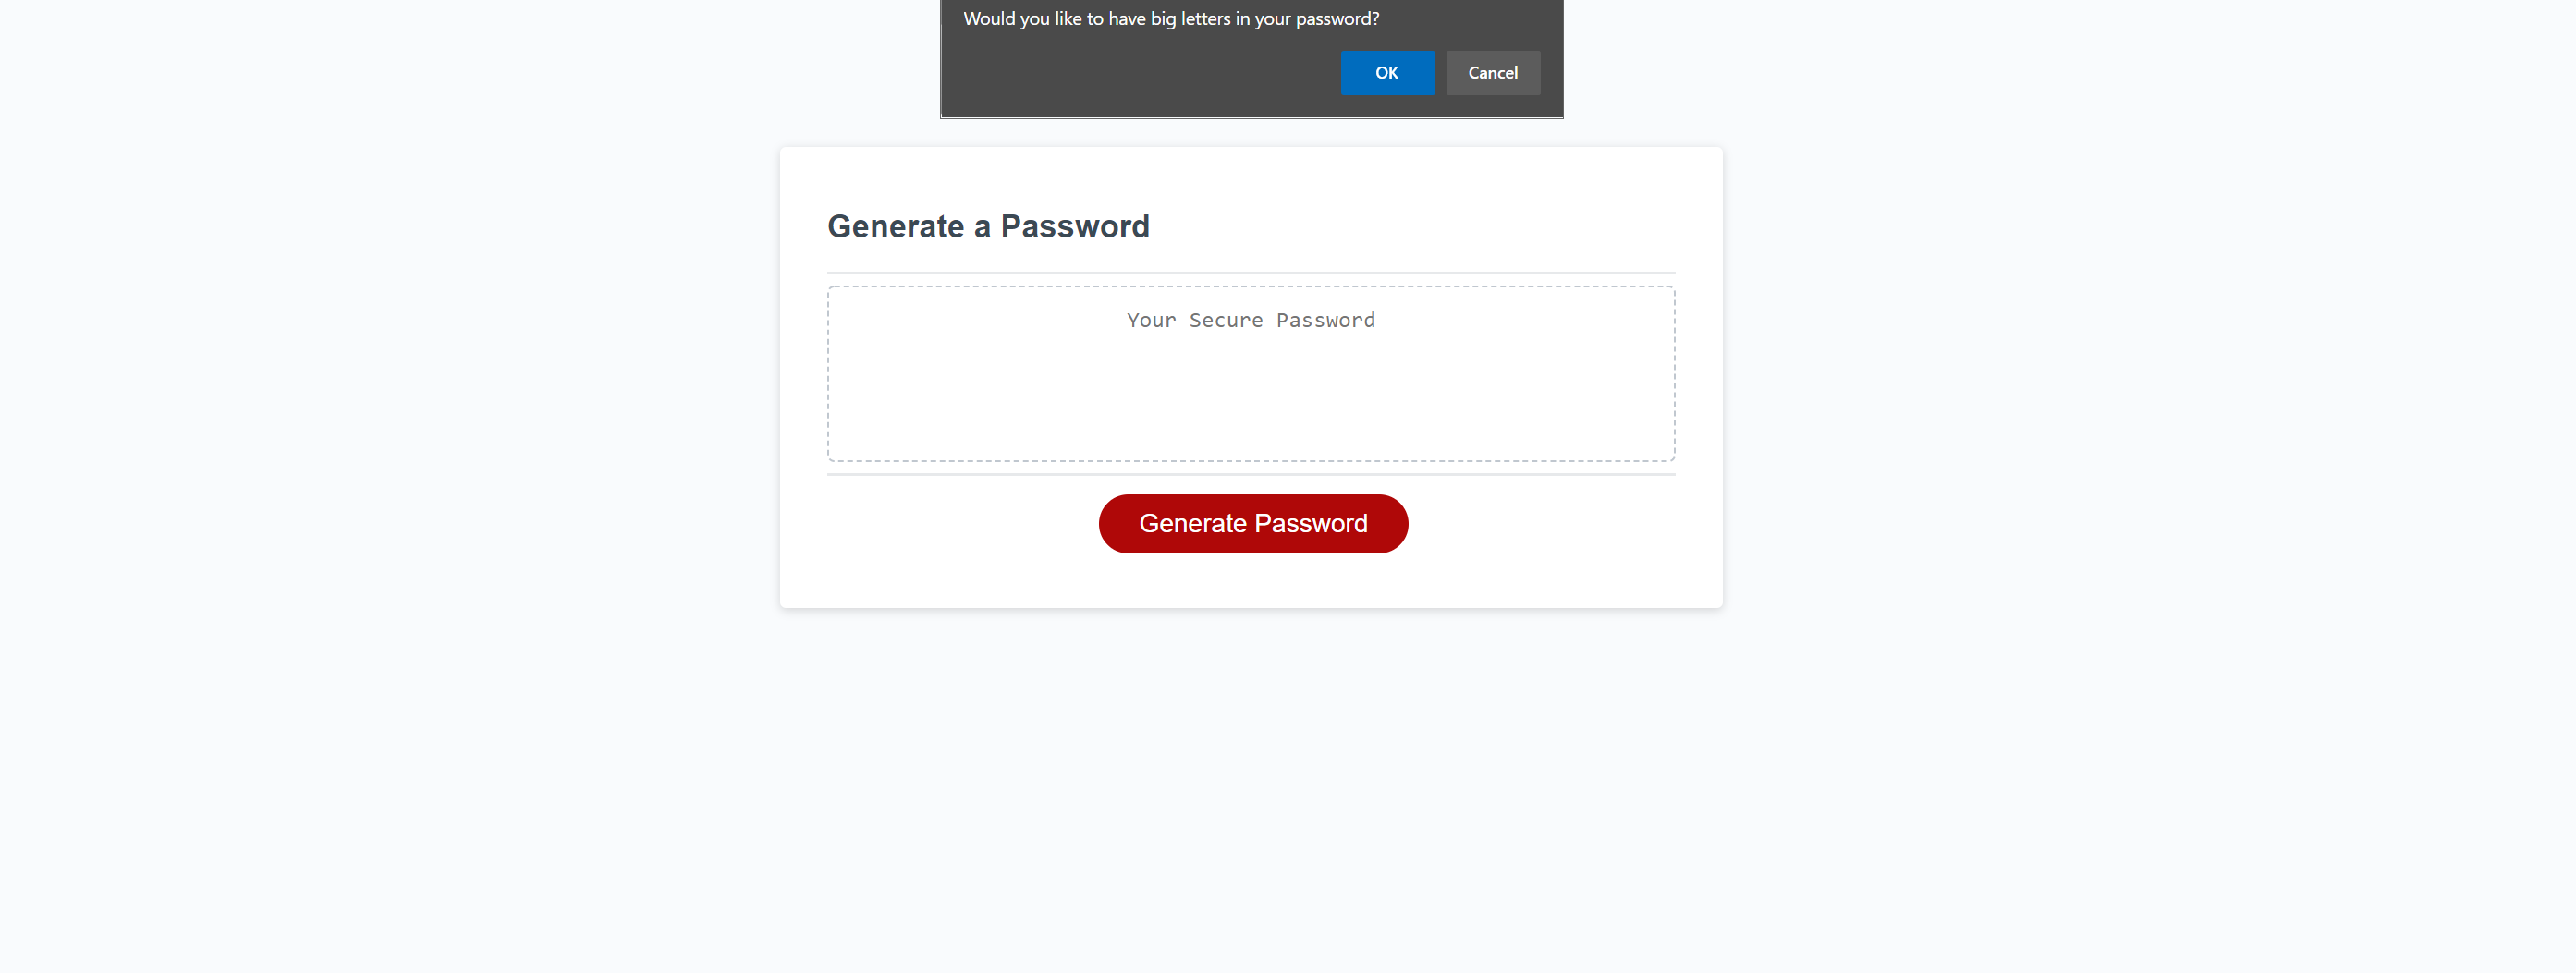 Would you like to have big letters in your password?
OK Cancel
Generate a Password
Your Secure Password
Generate Password